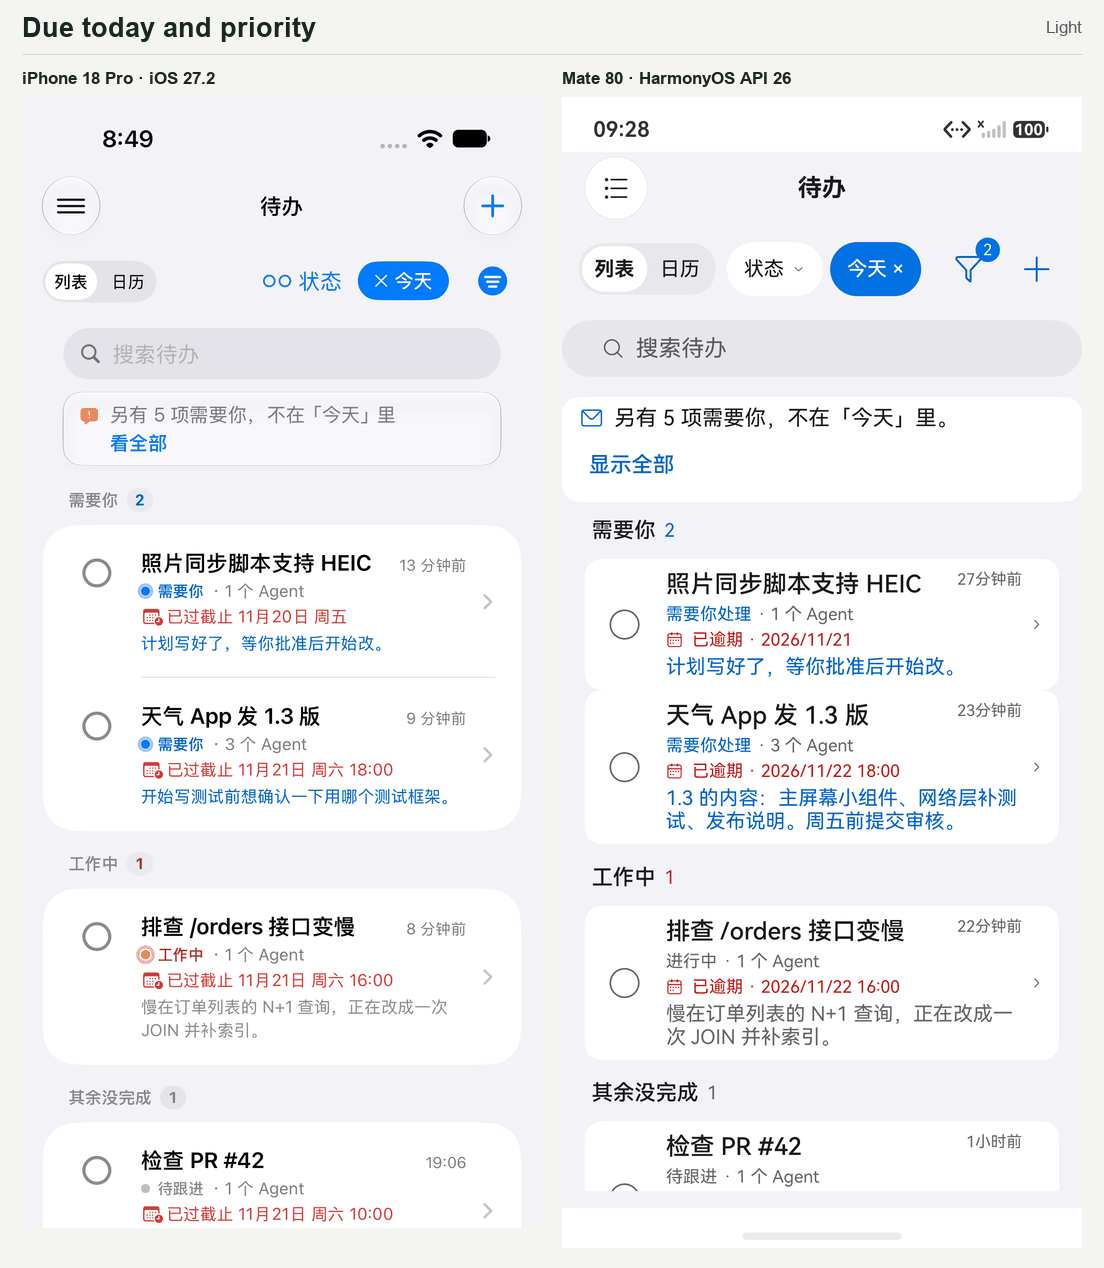 Due today and priority
Light
iPhone 18 Pro · iOS 27.2
8:49
待办
列表
日历
状态
× 今天
搜索待办
另有 5 项需要你，不在「今天」里
看全部
需要你 2
照片同步脚本支持 HEIC
13 分钟前
需要你 · 1 个 Agent
已过截止 11月20日 周五
计划写好了，等你批准后开始改。
天气 App 发 1.3 版
9 分钟前
需要你 · 3 个 Agent
已过截止 11月21日 周六 18:00
开始写测试前想确认一下用哪个测试框架。
工作中 1
排查 /orders 接口变慢
8 分钟前
工作中 · 1 个 Agent
已过截止 11月21日 周六 16:00
慢在订单列表的 N+1 查询，正在改成一次
JOIN 并补索引。
其余没完成 1
检查 PR #42
19:06
待跟进 · 1 个 Agent
已过截止 11月21日 周六 10:00
Mate 80 · HarmonyOS API 26
09:28
100
待办
列表
日历
状态
今天 ×
2
搜索待办
另有 5 项需要你，不在「今天」里。
显示全部
需要你 2
照片同步脚本支持 HEIC
27分钟前
需要你处理 · 1 个 Agent
已逾期 · 2026/11/21
计划写好了，等你批准后开始改。
天气 App 发 1.3 版
23分钟前
需要你处理 · 3 个 Agent
已逾期 · 2026/11/22 18:00
1.3 的内容：主屏幕小组件、网络层补测
试、发布说明。周五前提交审核。
工作中 1
排查 /orders 接口变慢
22分钟前
进行中 · 1 个 Agent
已逾期 · 2026/11/22 16:00
慢在订单列表的 N+1 查询，正在改成一
次 JOIN 并补索引。
其余没完成 1
检查 PR #42
1小时前
待跟进 · 1 个 Agent